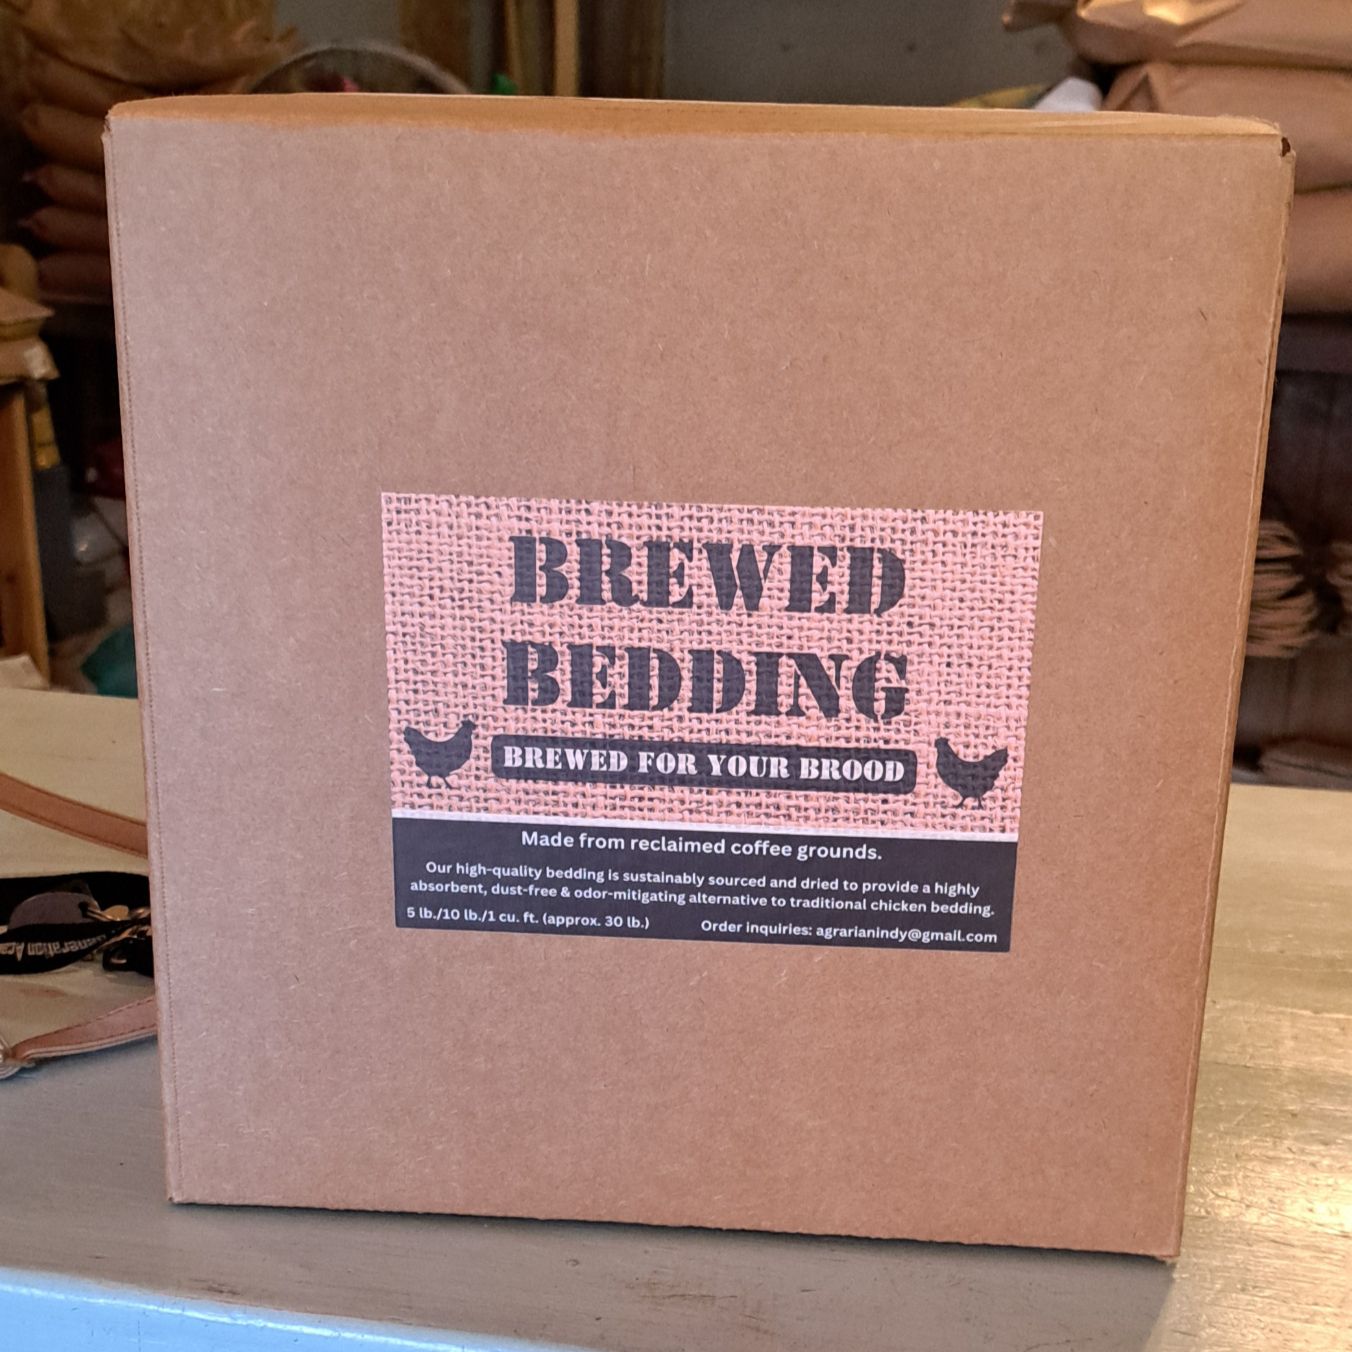 BREWED
BEDDING
BREWED FOR YOUR BROOD
Made from reclaimed coffee grounds.
Our high-quality bedding is sustainably sourced and dried to provide a highly
absorbent, dust-free & odor-mitigating alternative to traditional chicken bedding.
5 lb./10 lb./1 cu. ft. (approx. 30 lb.) Order inquiries: agrarianindy@gmail.com